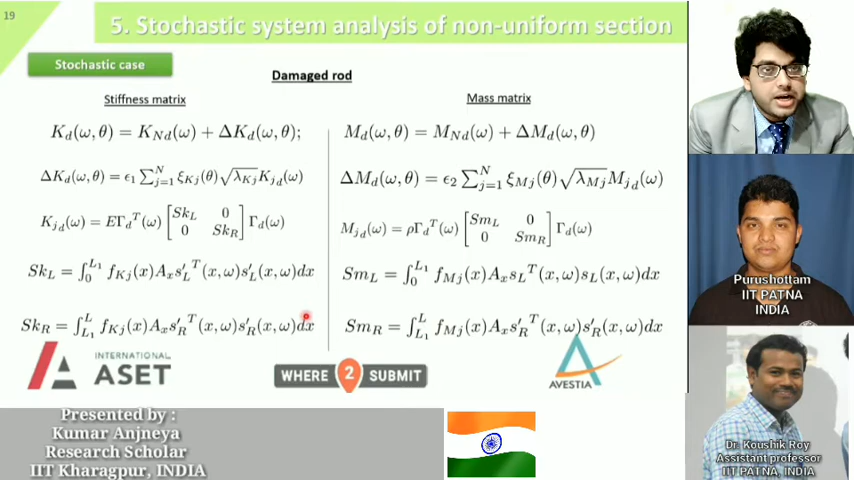 19
5. Stochastic system analysis of non-uniform section
Stochastic case
Damaged rod
Stiffness matrix
K_d(ω, θ) = K_{Nd}(ω) + ΔK_d(ω, θ);
ΔK_d(ω, θ) = ϵ_1 ∑_{j=1}^{N} ξ_{Kj}(θ) √λ_{Kj} K_{j_d}(ω)
K_{j_d}(ω) = EΓ_d^T(ω) [Sk_L 0; 0 Sk_R] Γ_d(ω)
Sk_L = ∫_0^{L_1} f_{Kj}(x)A_x s'_L^T(x, ω)s'_L(x, ω)dx
Sk_R = ∫_{L_1}^{L} f_{Kj}(x)A_x s'_R^T(x, ω)s'_R(x, ω)dx
Mass matrix
M_d(ω, θ) = M_{Nd}(ω) + ΔM_d(ω, θ)
ΔM_d(ω, θ) = ϵ_2 ∑_{j=1}^{N} ξ_{Mj}(θ) √λ_{Mj} M_{j_d}(ω)
M_{j_d}(ω) = ρΓ_d^T(ω) [Sm_L 0; 0 Sm_R] Γ_d(ω)
Sm_L = ∫_0^{L_1} f_{Mj}(x)A_x s_L^T(x, ω)s_L(x, ω)dx
Sm_R = ∫_{L_1}^{L} f_{Mj}(x)A_x s'_R^T(x, ω)s'_R(x, ω)dx
INTERNATIONAL
ASET
WHERE 2 SUBMIT
AVESTIA
Presented by :
Kumar Anjneya
Research Scholar
IIT Kharagpur, INDIA
Purushottam
IIT PATNA
INDIA
Dr. Koushik Roy
Assistant professor
IIT PATNA, INDIA